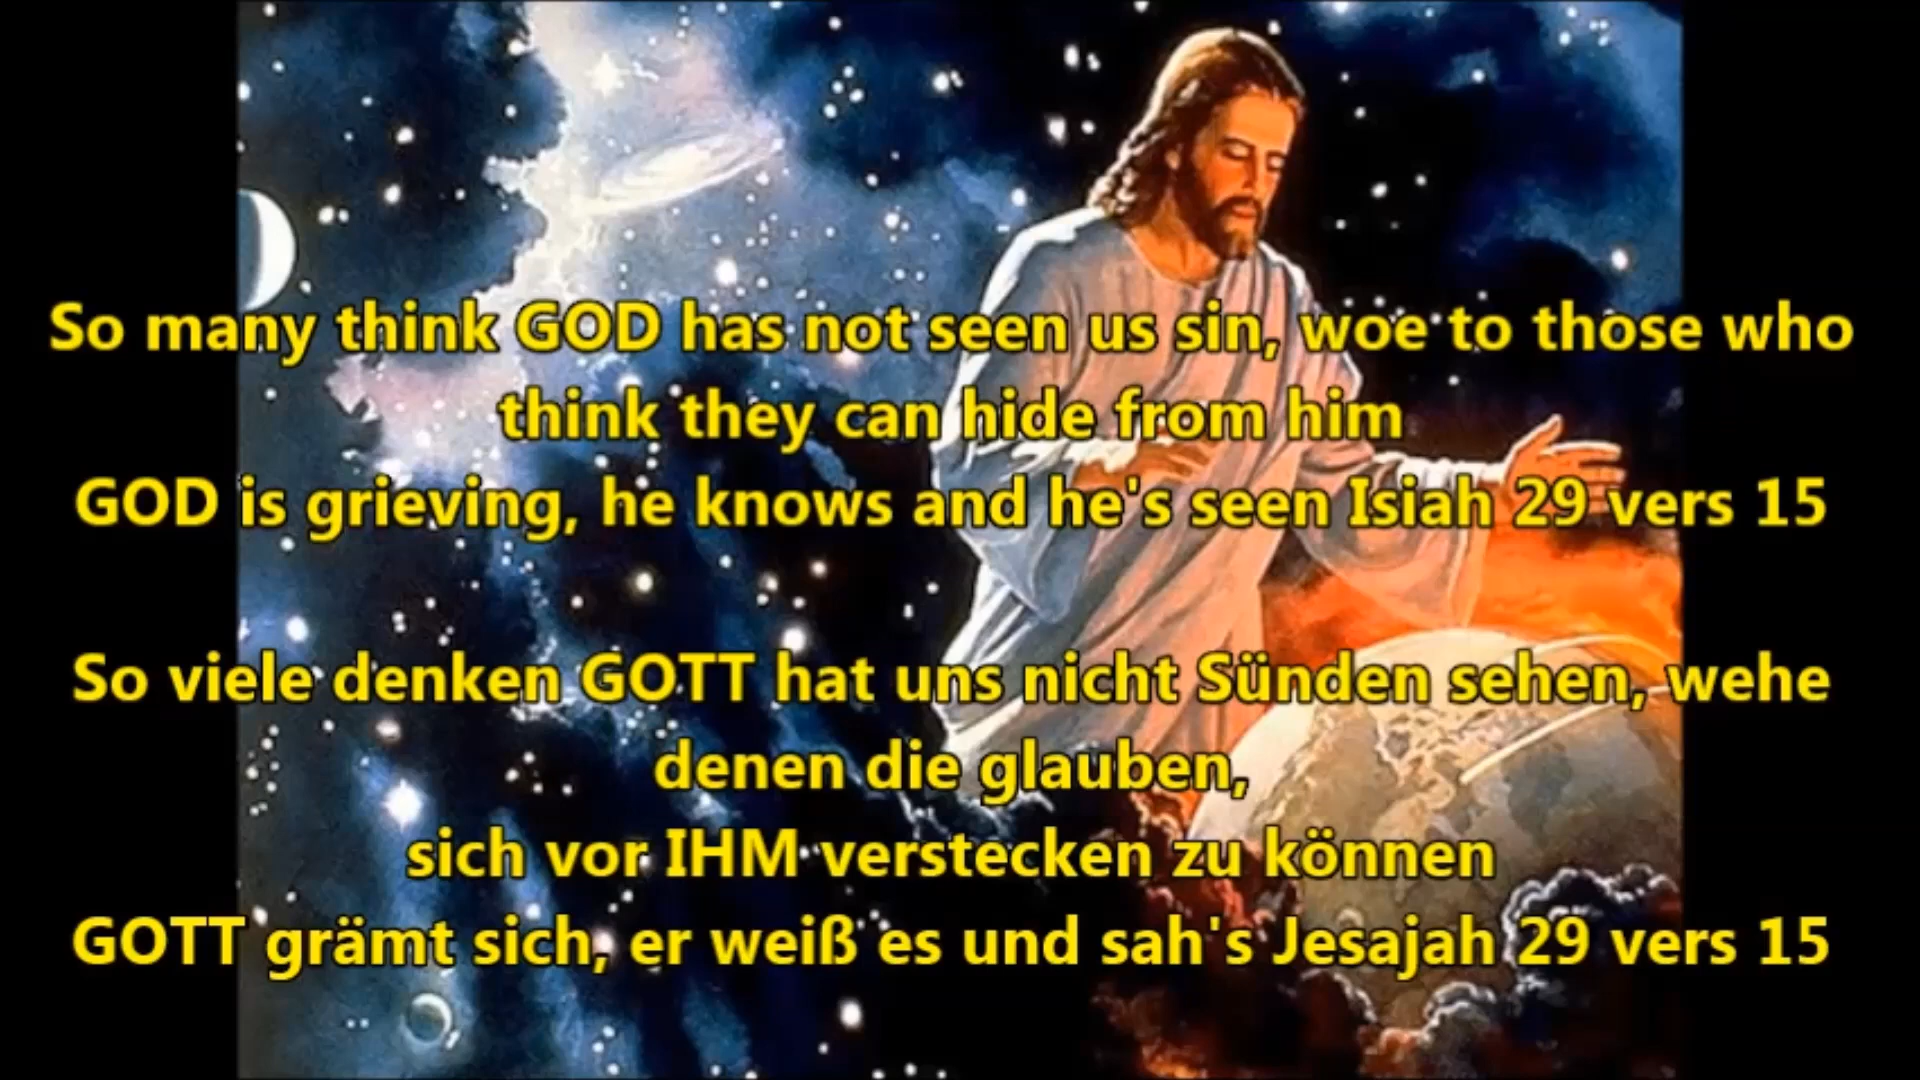 So many think GOD has not seen us sin, woe to those who
think they can hide from him
GOD is grieving, he knows and he's seen Isiah 29 vers 15
So viele denken GOTT hat uns nicht Sünden sehen, wehe
denen die glauben,
sich vor IHM verstecken zu können
GOTT grämt sich, er weiß es und sah's Jesajah 29 vers 15